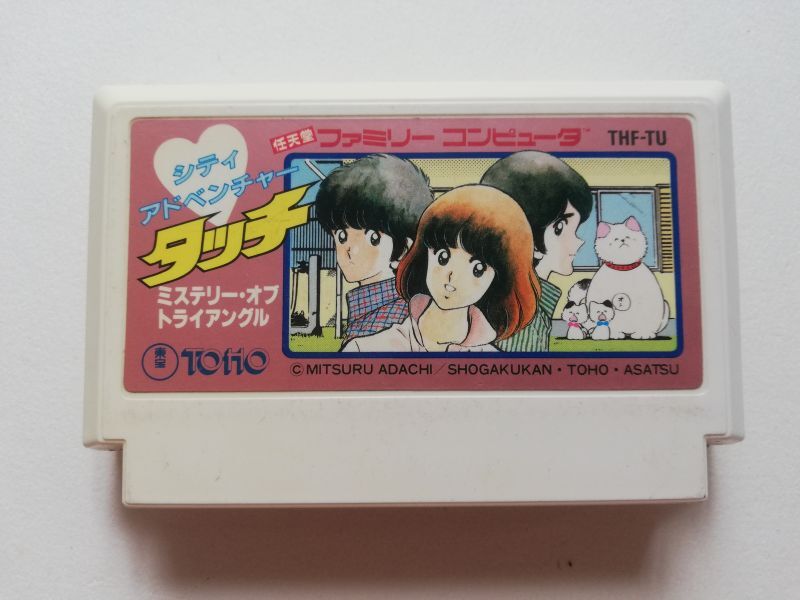 任天堂 ファミリー コンピュータ™ THF-TU
シティ
アドベンチャー
タッチ
ミステリー・オブ
トライアングル
東宝 TOHO
© MITSURU ADACHI/SHOGAKUKAN・TOHO・ASATSU